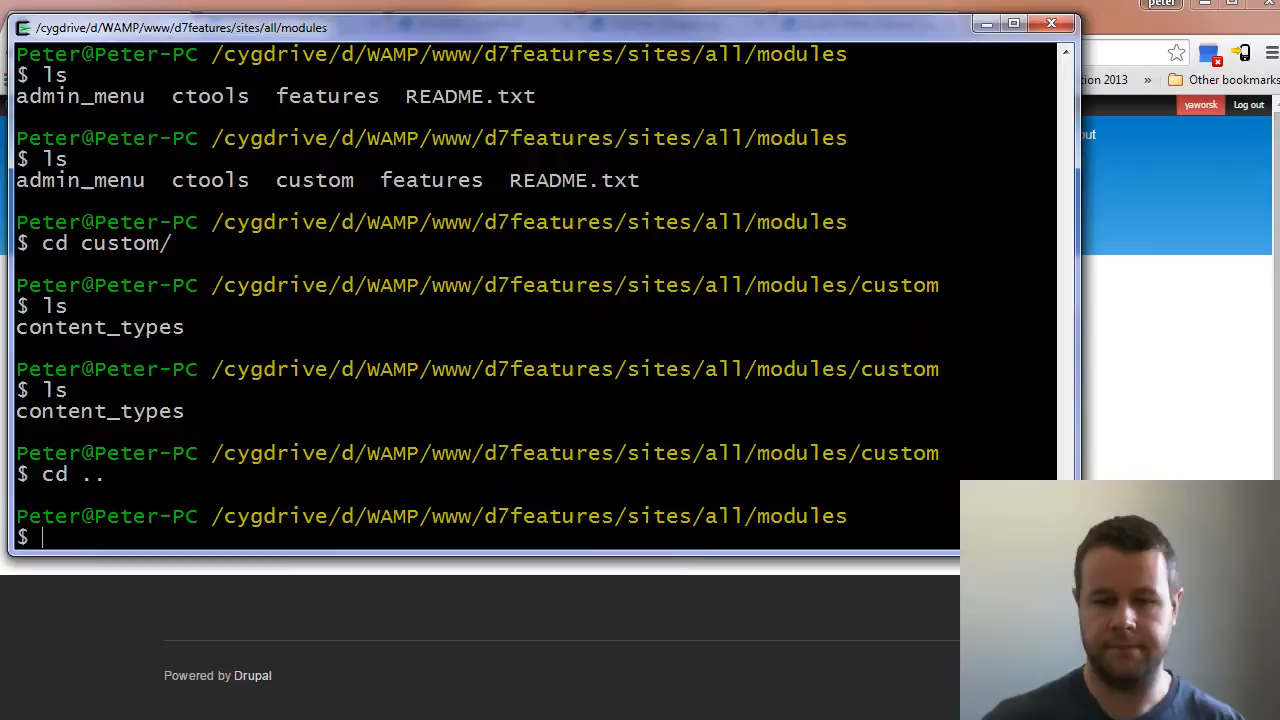 peter
/cygdrive/d/WAMP/www/d7features/sites/all/modules
Peter@Peter-PC /cygdrive/d/WAMP/www/d7features/sites/all/modules
$ ls
admin_menu ctools features README.txt
Peter@Peter-PC /cygdrive/d/WAMP/www/d7features/sites/all/modules
$ ls
admin_menu ctools custom features README.txt
Peter@Peter-PC /cygdrive/d/WAMP/www/d7features/sites/all/modules
$ cd custom/
Peter@Peter-PC /cygdrive/d/WAMP/www/d7features/sites/all/modules/custom
$ ls
content_types
Peter@Peter-PC /cygdrive/d/WAMP/www/d7features/sites/all/modules/custom
$ ls
content_types
Peter@Peter-PC /cygdrive/d/WAMP/www/d7features/sites/all/modules/custom
$ cd ..
Peter@Peter-PC /cygdrive/d/WAMP/www/d7features/sites/all/modules
$
ction 2013 » Other bookmarks
yaworsk Log out
out
Powered by Drupal